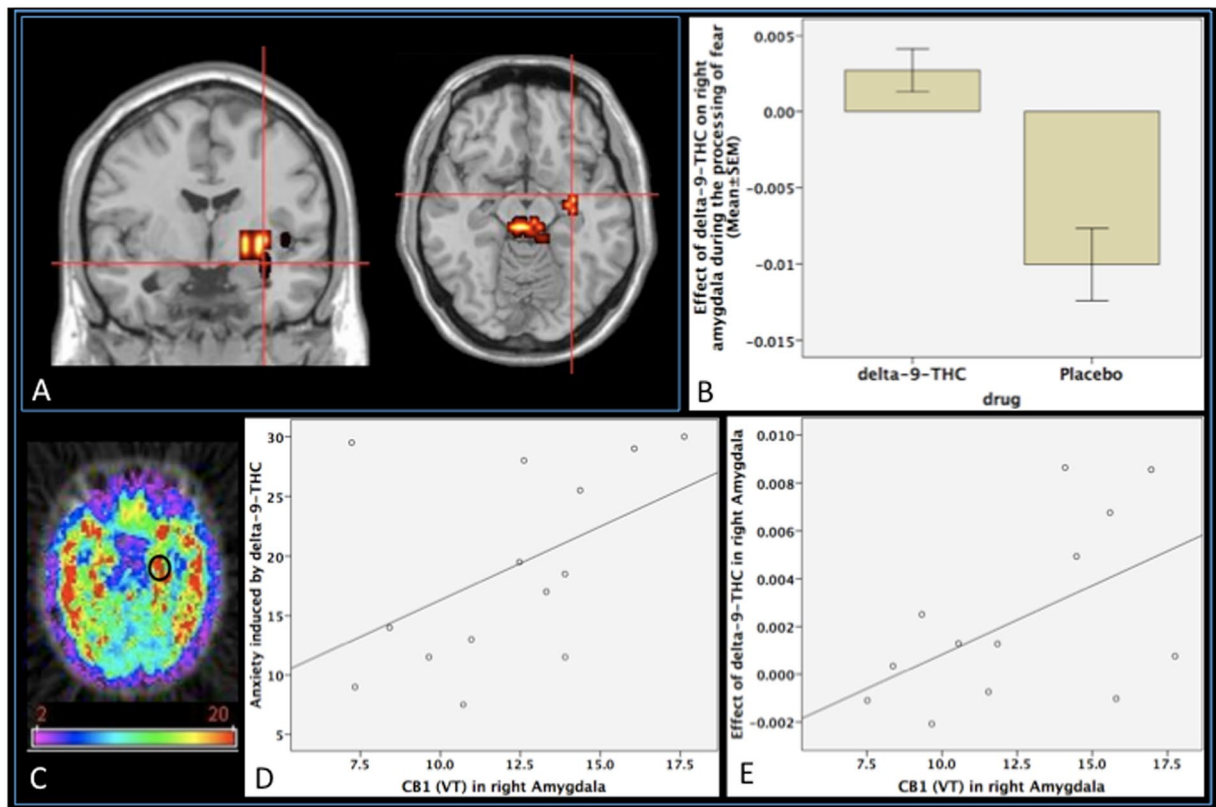 A
Effect of delta-9-THC on right
amygdala during the processing of fear
(Mean±SEM)
0.005
0.00
-0.005
-0.01
-0.015
delta-9-THC
Placebo
drug
B
2
20
C
Anxiety induced by delta-9-THC
30
25
20
15
10
5
7.5
10.0
12.5
15.0
17.5
CB1 (VT) in right Amygdala
D
Effect of delta-9-THC in right Amygdala
0.010
0.008
0.006
0.004
0.002
0.000
-0.002
7.5
10.0
12.5
15.0
17.5
CB1 (VT) in right Amygdala
E